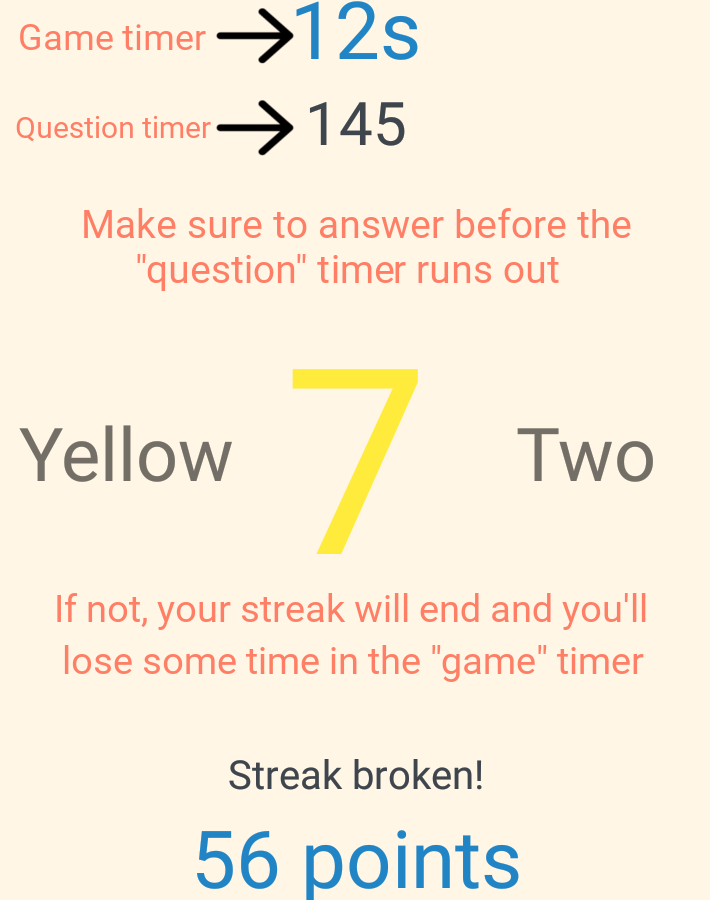 Game timer 12s
Question timer 145
Make sure to answer before the
"question" timer runs out
Yellow 7 Two
If not, your streak will end and you'll
lose some time in the "game" timer
Streak broken!
56 points